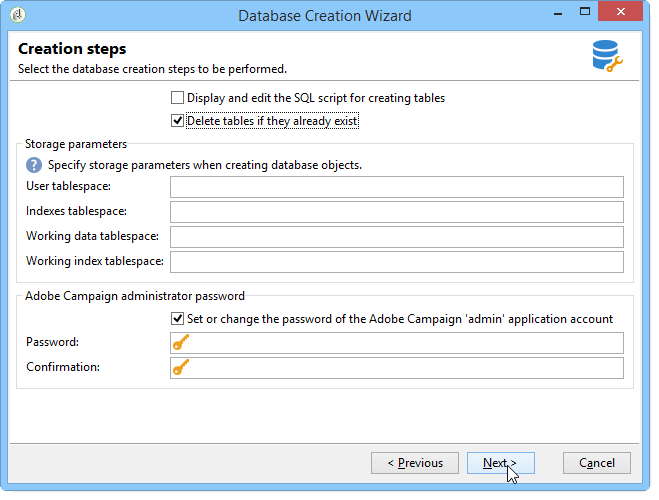 Database Creation Wizard
Creation steps
Select the database creation steps to be performed.
Display and edit the SQL script for creating tables
Delete tables if they already exist
Storage parameters
Specify storage parameters when creating database objects.
User tablespace:
Indexes tablespace:
Working data tablespace:
Working index tablespace:
Adobe Campaign administrator password
Set or change the password of the Adobe Campaign 'admin' application account
Password:
Confirmation:
< Previous Next > Cancel